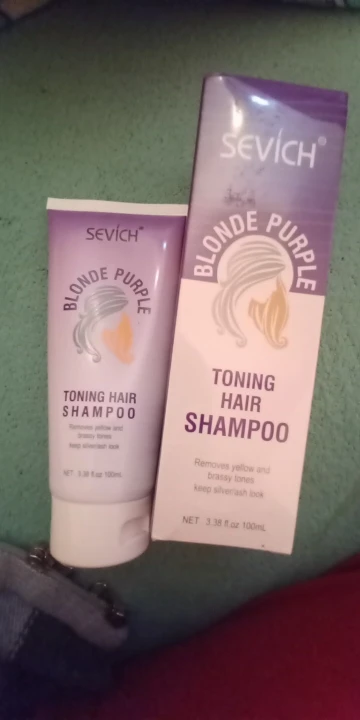 SEVÍCH®
BLONDE PURPLE
TONING HAIR
SHAMPOO
Removes yellow and
brassy tones
keep silver/ash look
NET 3.38 fl.oz 100mL
SEVÍCH®
BLONDE PURPLE
TONING
HAIR
SHAMPOO
Removes yellow and
brassy tones
keep silver/ash look
NET 3.38 fl.oz 100mL